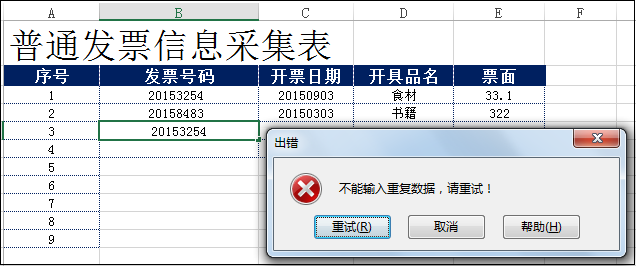 A B C D E F
普通发票信息采集表
序号 发票号码 开票日期 开具品名 票面
1 20153254 20150903 食材 33.1
2 20158483 20150303 书籍 322
3 20153254
4
5
6
7
8
9
出错
不能输入重复数据，请重试！
重试(R) 取消 帮助(H)